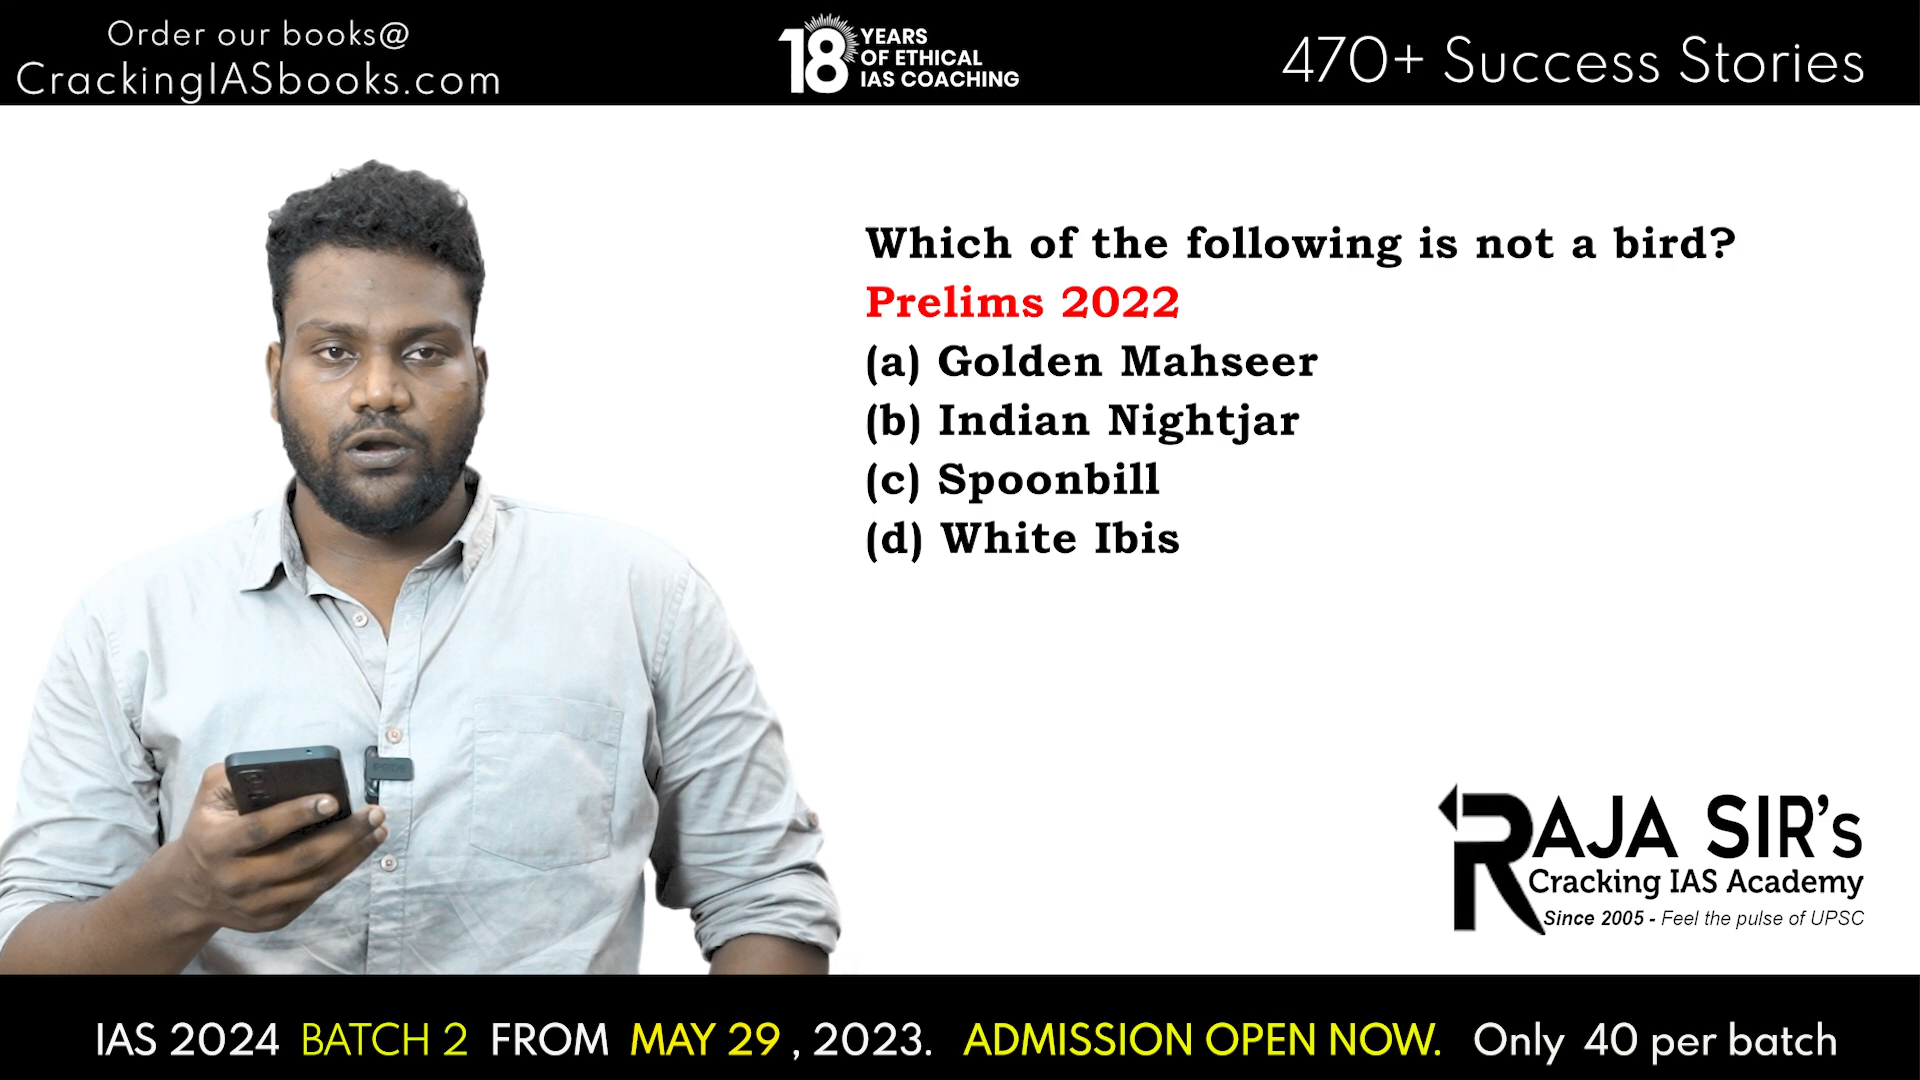 Order our books@
CrackingIASbooks.com
18 YEARS
OF ETHICAL
IAS COACHING
470+ Success Stories
Which of the following is not a bird?
Prelims 2022
(a) Golden Mahseer
(b) Indian Nightjar
(c) Spoonbill
(d) White Ibis
RAJA SIR's
Cracking IAS Academy
Since 2005 - Feel the pulse of UPSC
IAS 2024 BATCH 2 FROM MAY 29 , 2023. ADMISSION OPEN NOW. Only 40 per batch